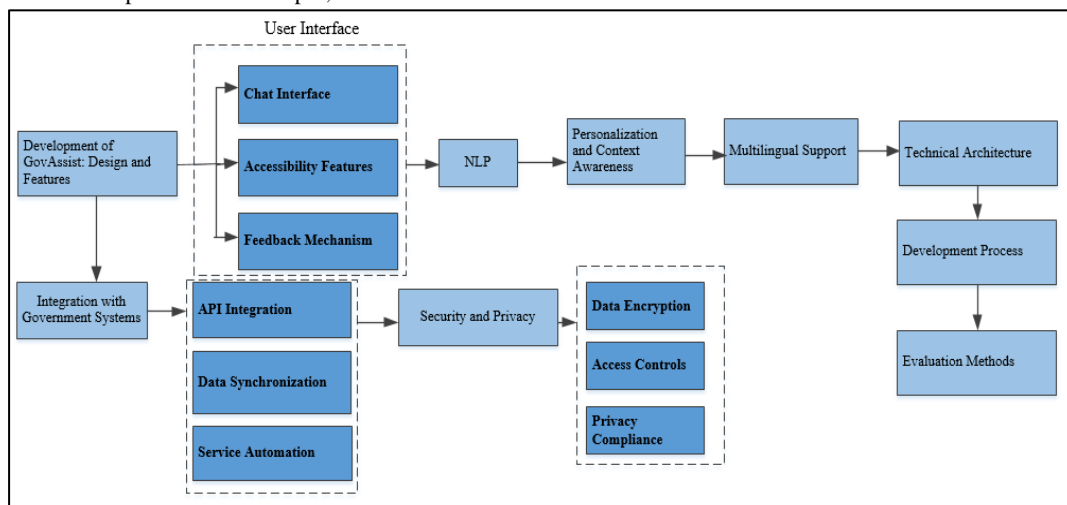 User Interface
Chat Interface
Development of
GovAssist: Design and
Features
Accessibility Features
Feedback Mechanism
NLP
Personalization
and Context
Awareness
Multilingual Support
Technical Architecture
Development Process
Evaluation Methods
Integration with
Government Systems
API Integration
Data Synchronization
Service Automation
Security and Privacy
Data Encryption
Access Controls
Privacy
Compliance